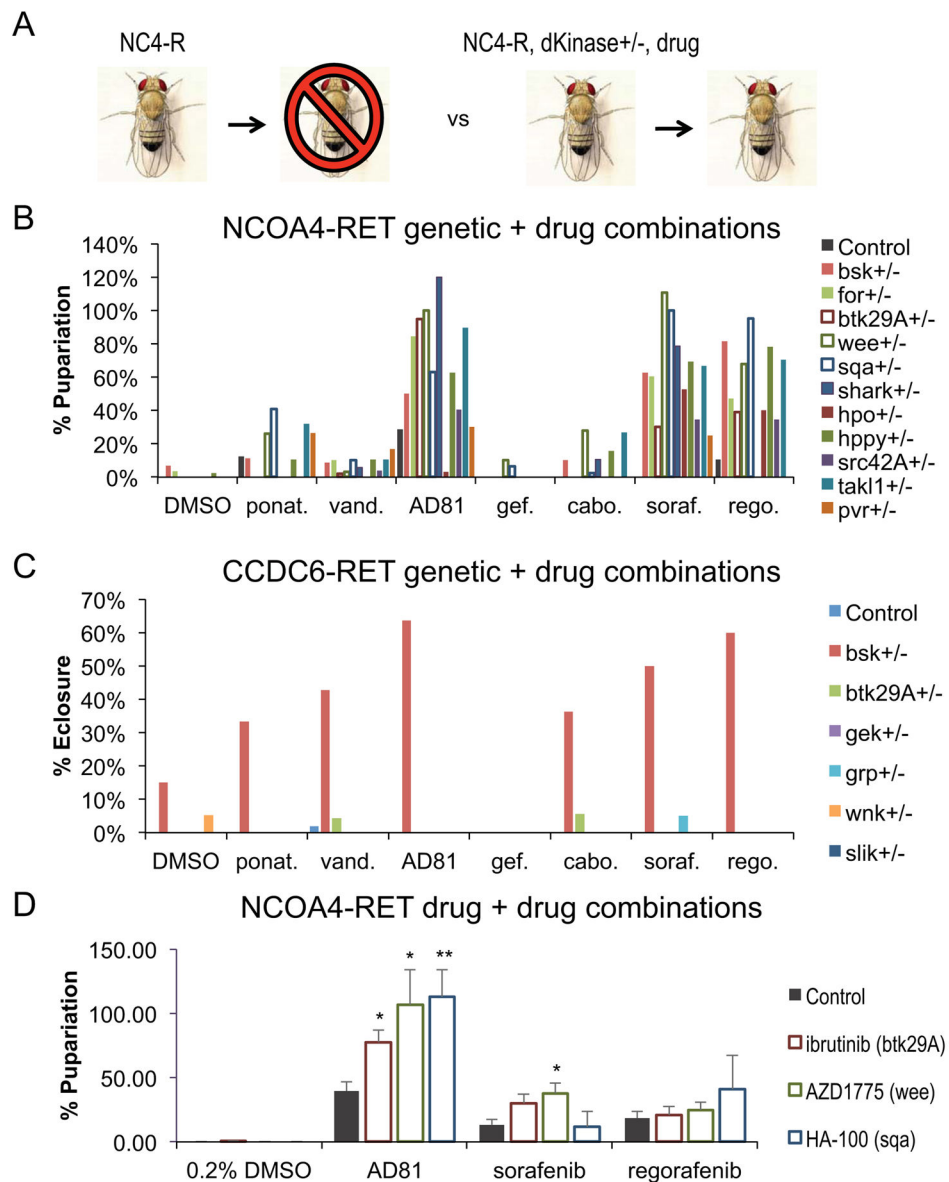 A
NC4-R
NC4-R, dKinase+/-, drug
vs
B
NCOA4-RET genetic + drug combinations
% Pupariation
140%
120%
100%
80%
60%
40%
20%
0%
DMSO ponat. vand. AD81 gef. cabo. soraf. rego.
Control
bsk+/-
for+/-
btk29A+/-
wee+/-
sqa+/-
shark+/-
hpo+/-
hppy+/-
src42A+/-
takl1+/-
pvr+/-
C
CCDC6-RET genetic + drug combinations
% Eclosure
70%
60%
50%
40%
30%
20%
10%
0%
DMSO ponat. vand. AD81 gef. cabo. soraf. rego.
Control
bsk+/-
btk29A+/-
gek+/-
grp+/-
wnk+/-
slik+/-
D
NCOA4-RET drug + drug combinations
% Pupariation
150.00
100.00
50.00
0.00
* * ** *
0.2% DMSO AD81 sorafenib regorafenib
Control
ibrutinib (btk29A)
AZD1775 (wee)
HA-100 (sqa)